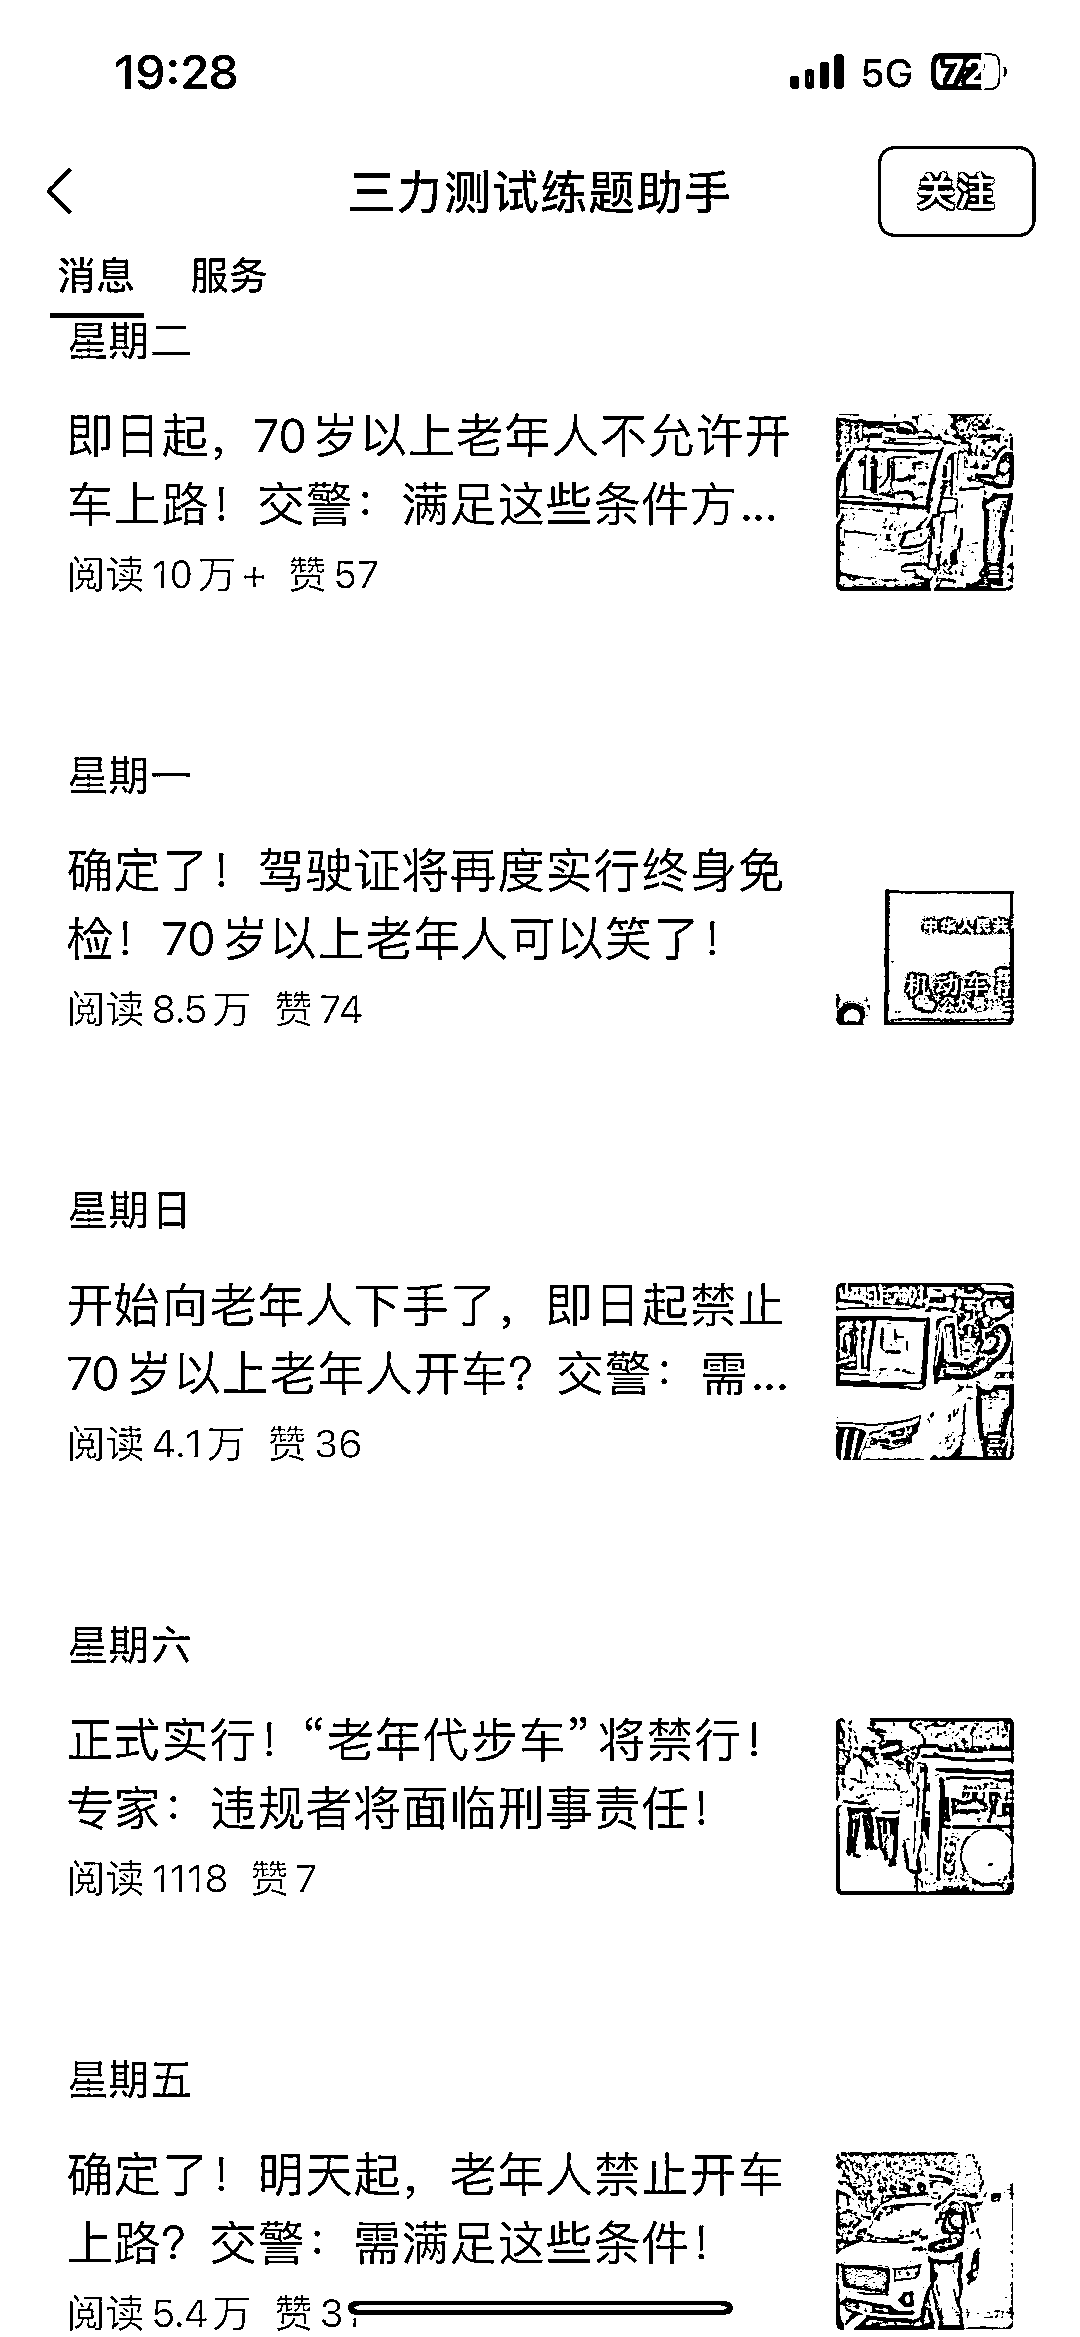 19:28
5G 72
三力测试练题助手
关注
消息 服务
星期二
即日起，70岁以上老年人不允许开
车上路！交警：满足这些条件方...
阅读10万+ 赞57
星期一
确定了！驾驶证将再度实行终身免
检！70岁以上老年人可以笑了！
中华人民共
机动车
阅读8.5万 赞74
星期日
开始向老年人下手了，即日起禁止
70岁以上老年人开车？交警：需...
阅读4.1万 赞36
星期六
正式实行！“老年代步车”将禁行！
专家：违规者将面临刑事责任！
阅读1118 赞7
星期五
确定了！明天起，老年人禁止开车
上路？交警：需满足这些条件！
阅读5.4万 赞3